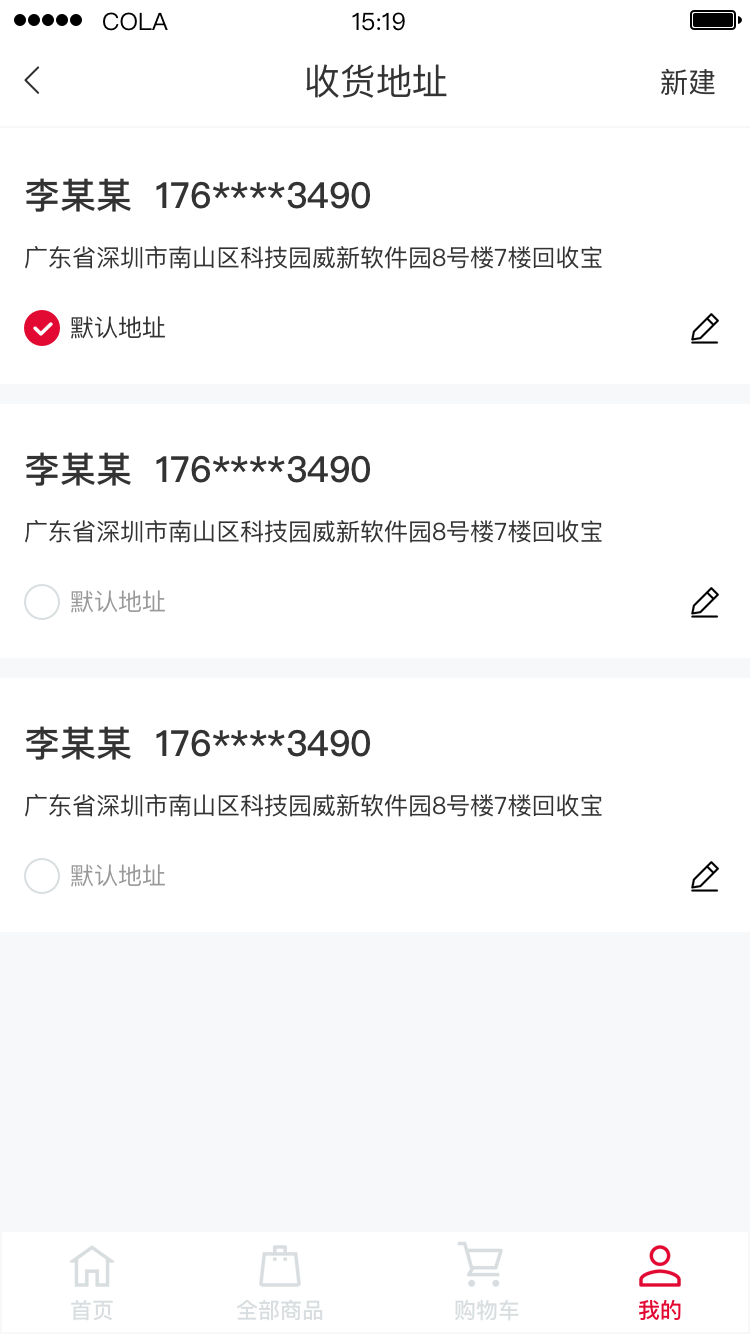 COLA 15:19
收货地址 新建
李某某 176****3490
广东省深圳市南山区科技园威新软件园8号楼7楼回收宝
默认地址
李某某 176****3490
广东省深圳市南山区科技园威新软件园8号楼7楼回收宝
默认地址
李某某 176****3490
广东省深圳市南山区科技园威新软件园8号楼7楼回收宝
默认地址
首页 全部商品 购物车 我的